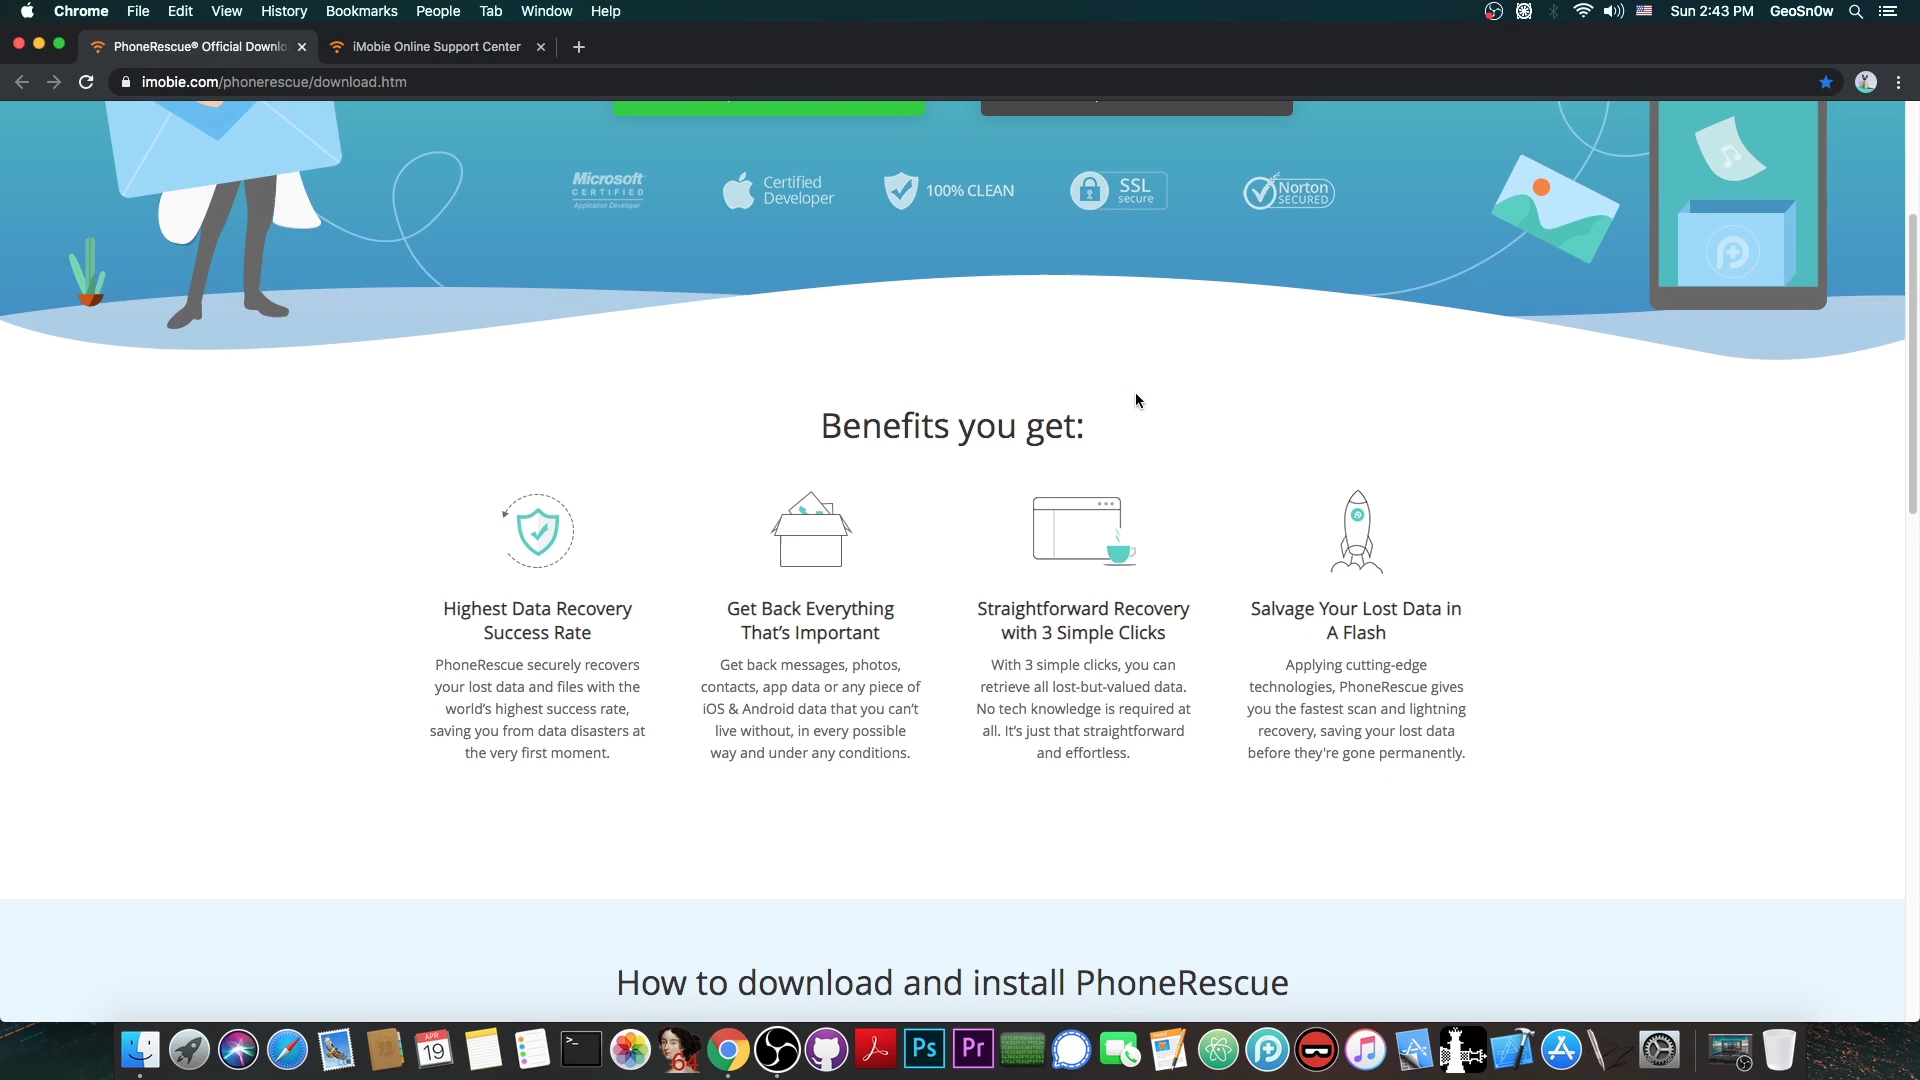 Chrome File Edit View History Bookmarks People Tab Window Help Sun 2:43 PM GeoSn0w
PhoneRescue® Official Downlo iMobie Online Support Center
imobie.com/phonerescue/download.htm
Microsoft
CERTIFIED
Application Developer
Certified
Developer
100% CLEAN
SSL
secure
Norton
SECURED
Benefits you get:
Highest Data Recovery
Success Rate
PhoneRescue securely recovers
your lost data and files with the
world's highest success rate,
saving you from data disasters at
the very first moment.
Get Back Everything
That's Important
Get back messages, photos,
contacts, app data or any piece of
iOS & Android data that you can't
live without, in every possible
way and under any conditions.
Straightforward Recovery
with 3 Simple Clicks
With 3 simple clicks, you can
retrieve all lost-but-valued data.
No tech knowledge is required at
all. It's just that straightforward
and effortless.
Salvage Your Lost Data in
A Flash
Applying cutting-edge
technologies, PhoneRescue gives
you the fastest scan and lightning
recovery, saving your lost data
before they're gone permanently.
How to download and install PhoneRescue
APR
19
64
Ps
Pr